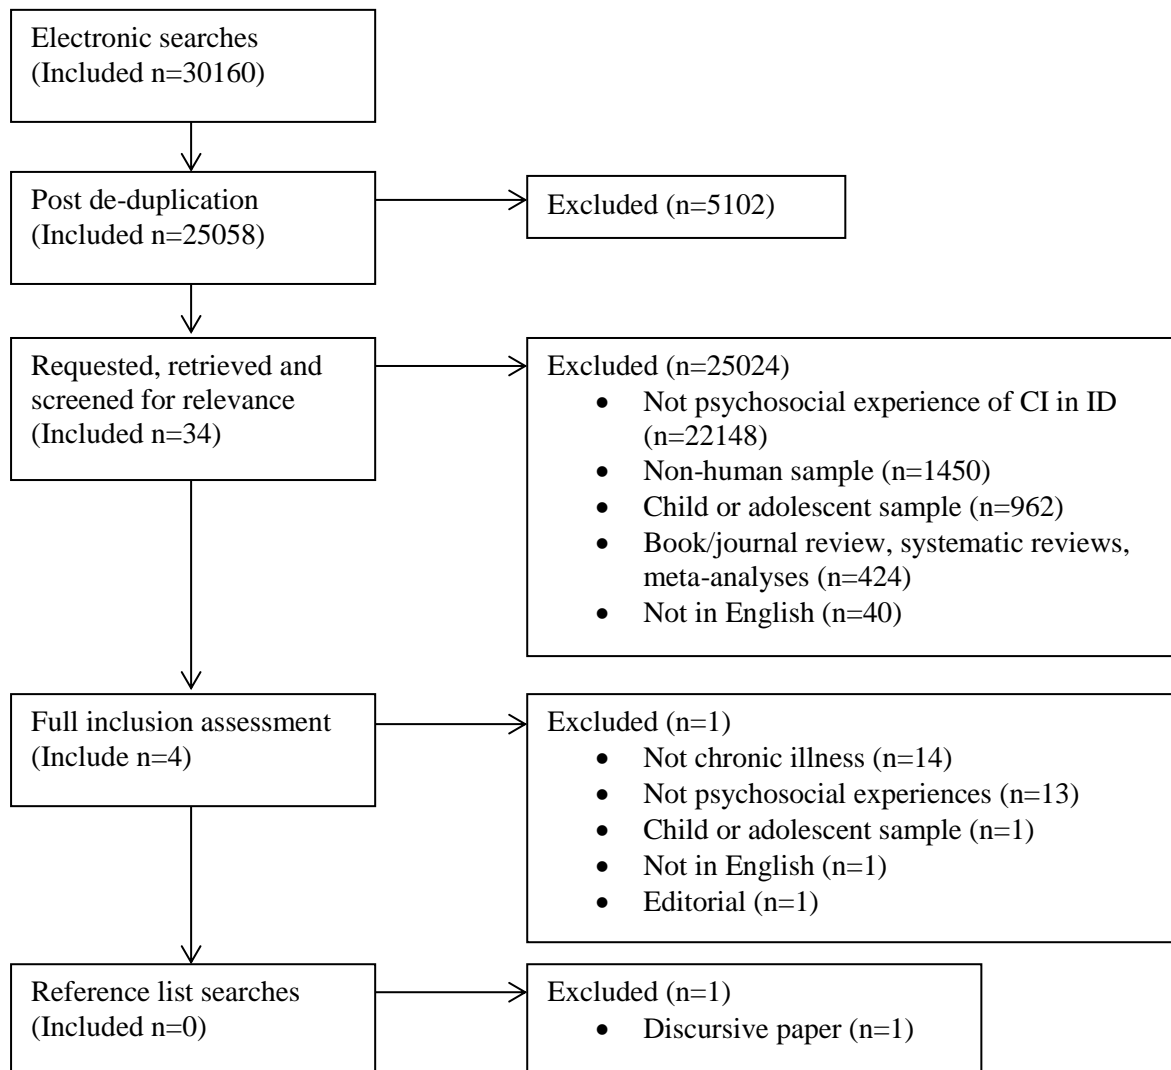 Electronic searches
(Included n=30160)
Post de-duplication
(Included n=25058)
Excluded (n=5102)
Requested, retrieved and
screened for relevance
(Included n=34)
Excluded (n=25024)
• Not psychosocial experience of CI in ID
(n=22148)
• Non-human sample (n=1450)
• Child or adolescent sample (n=962)
• Book/journal review, systematic reviews,
meta-analyses (n=424)
• Not in English (n=40)
Full inclusion assessment
(Include n=4)
Excluded (n=1)
• Not chronic illness (n=14)
• Not psychosocial experiences (n=13)
• Child or adolescent sample (n=1)
• Not in English (n=1)
• Editorial (n=1)
Reference list searches
(Included n=0)
Excluded (n=1)
• Discursive paper (n=1)